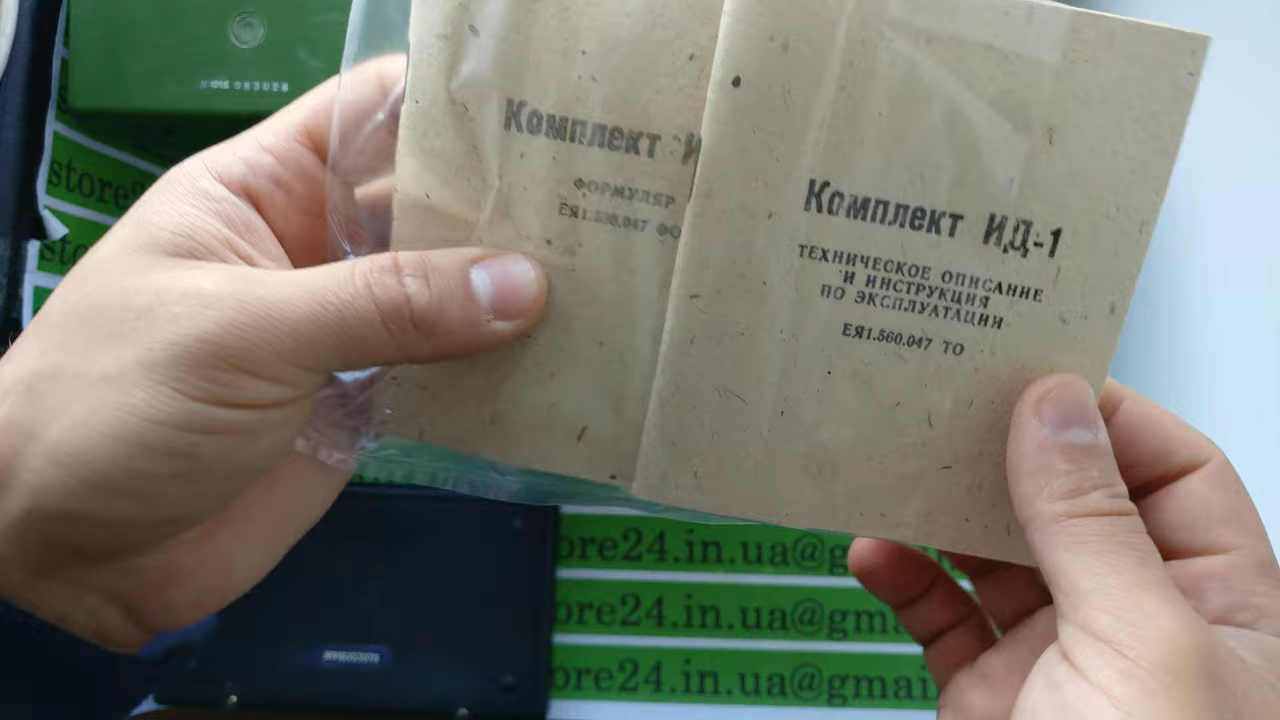 Комплект И
ФОРМУЛЯР
ЕЯ1.560.047 ФО
Комплект ИД-1
ТЕХНИЧЕСКОЕ ОПИСАНИЕ
И ИНСТРУКЦИЯ
ПО ЭКСПЛУАТАЦИИ
ЕЯ1.560.047 ТО
store2
sto
ore24.in.ua@g
ore24.in.ua@gm
ore24.in.ua@gmai